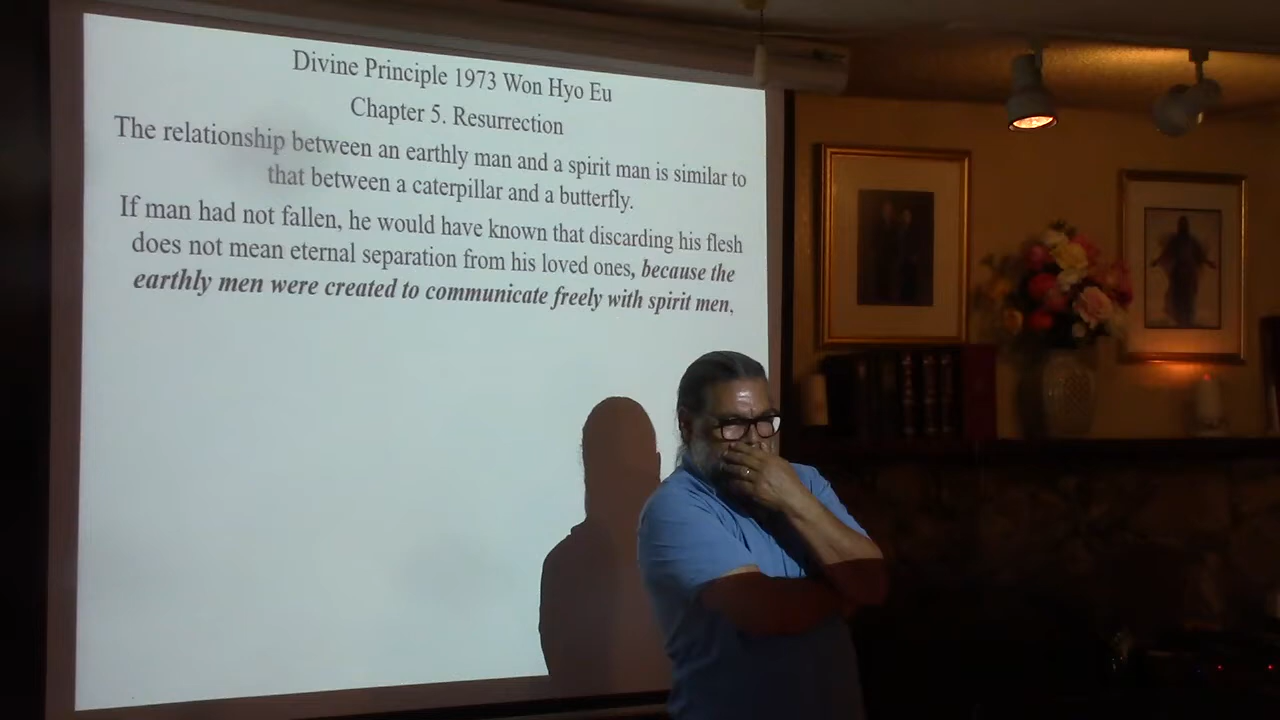 Divine Principle 1973 Won Hyo Eu
Chapter 5. Resurrection
The relationship between an earthly man and a spirit man is similar to
that between a caterpillar and a butterfly.
If man had not fallen, he would have known that discarding his flesh
does not mean eternal separation from his loved ones, because the
earthly men were created to communicate freely with spirit men,